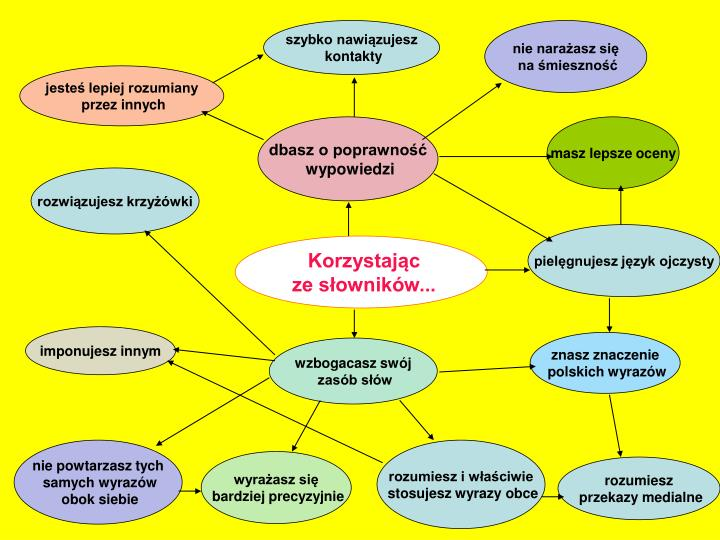 szybko nawiązujesz
kontakty
nie narażasz się
na śmieszność
jesteś lepiej rozumiany
przez innych
dbasz o poprawność
wypowiedzi
masz lepsze oceny
rozwiązujesz krzyżówki
Korzystając
ze słowników...
pielęgnujesz język ojczysty
imponujesz innym
wzbogacasz swój
zasób słów
znasz znaczenie
polskich wyrazów
nie powtarzasz tych
samych wyrazów
obok siebie
wyrażasz się
bardziej precyzyjnie
rozumiesz i właściwie
stosujesz wyrazy obce
rozumiesz
przekazy medialne